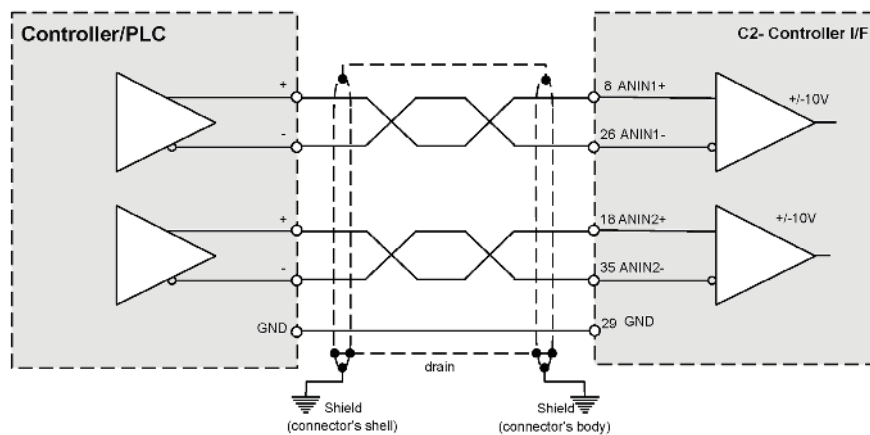 Controller/PLC
C2- Controller I/F
+
8 ANIN1+
+/-10V
-
26 ANIN1-
+
18 ANIN2+
+/-10V
-
35 ANIN2-
GND
29 GND
drain
Shield
(connector's shell)
Shield
(connector's body)